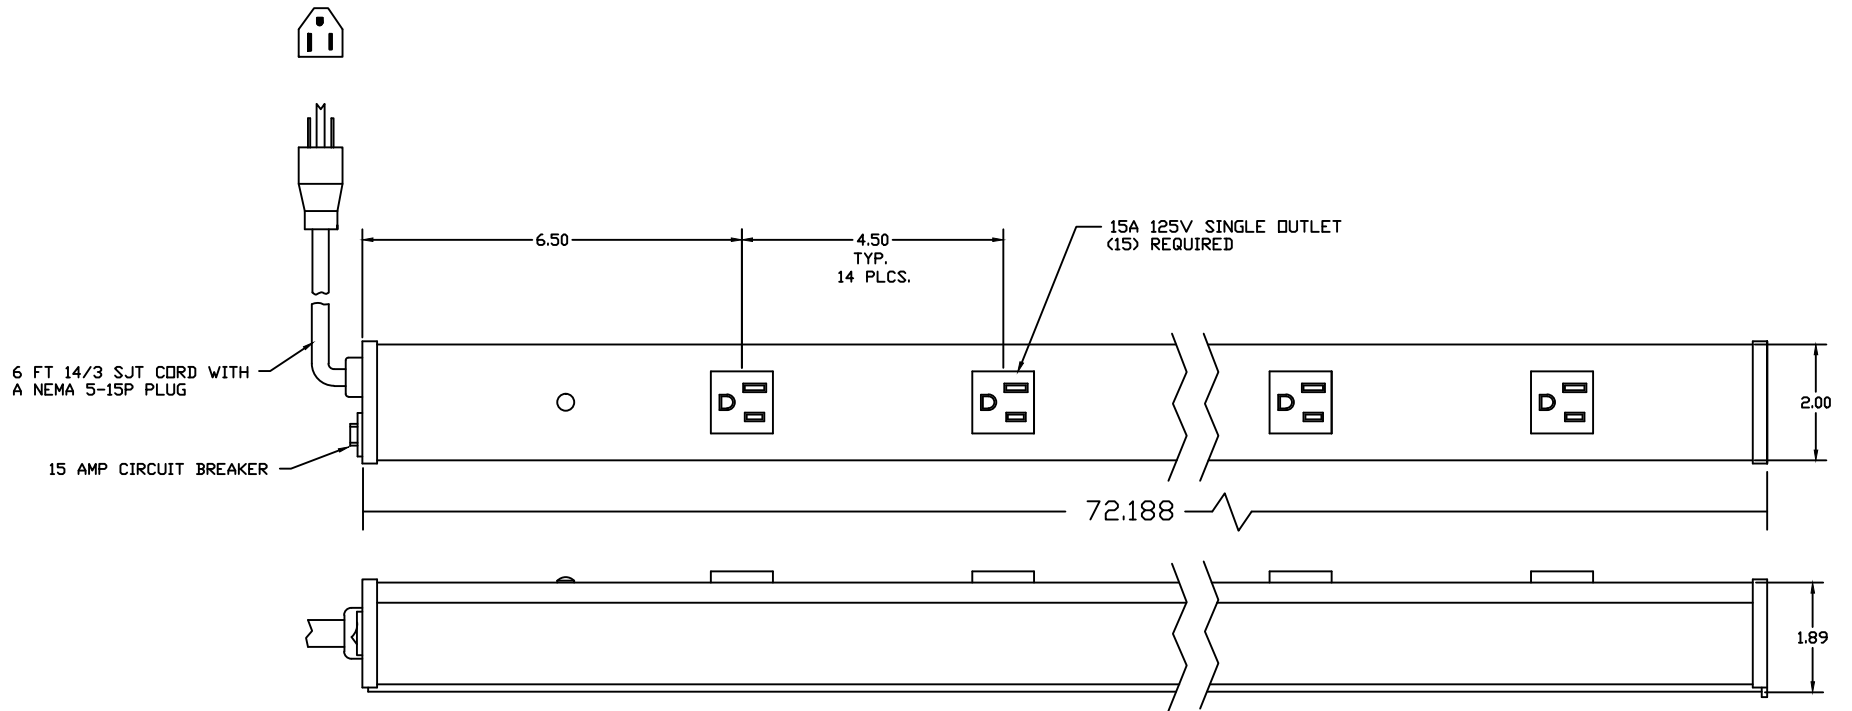 15A 125V SINGLE OUTLET
(15) REQUIRED
6.50
4.50
TYP.
14 PLCS.
6 FT 14/3 SJT CORD WITH
A NEMA 5-15P PLUG
2.00
15 AMP CIRCUIT BREAKER
72.188
1.89